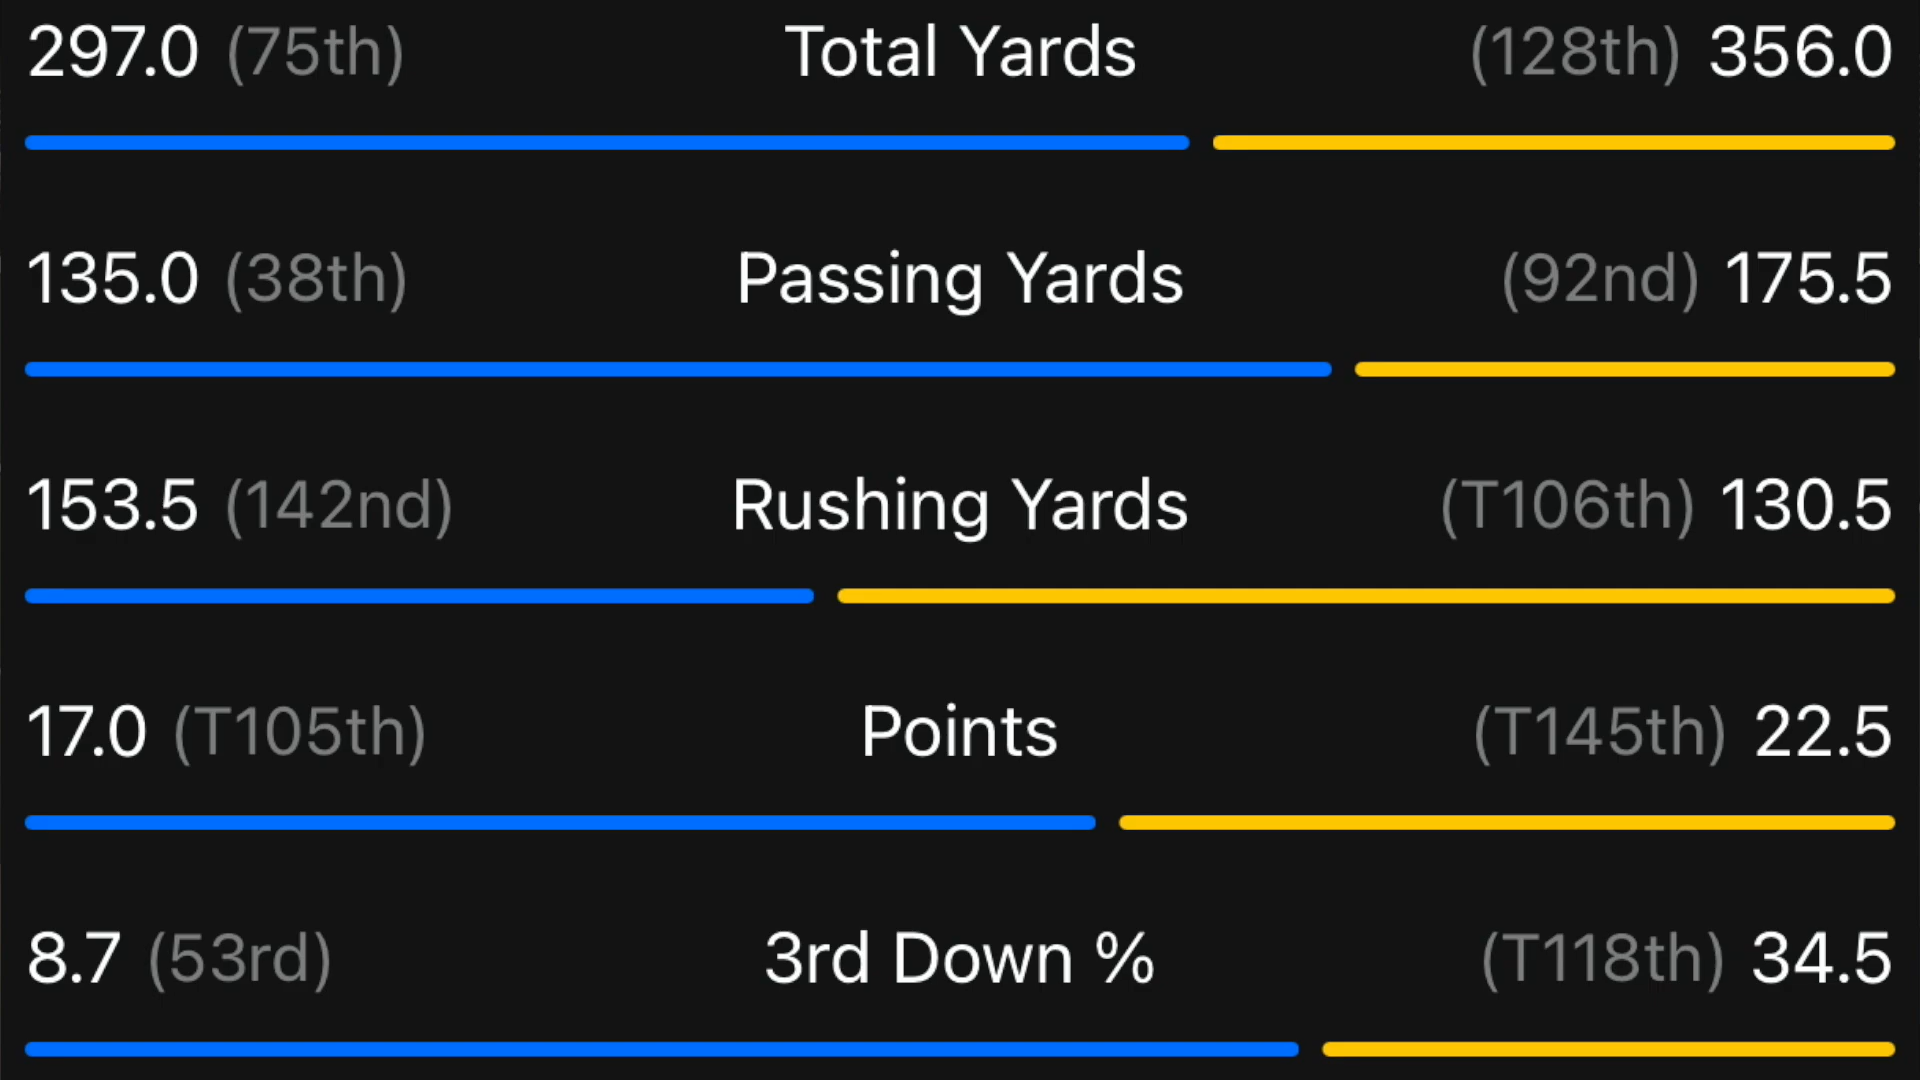 297.0 (75th) Total Yards (128th) 356.0
135.0 (38th) Passing Yards (92nd) 175.5
153.5 (142nd) Rushing Yards (T106th) 130.5
17.0 (T105th) Points (T145th) 22.5
8.7 (53rd) 3rd Down % (T118th) 34.5